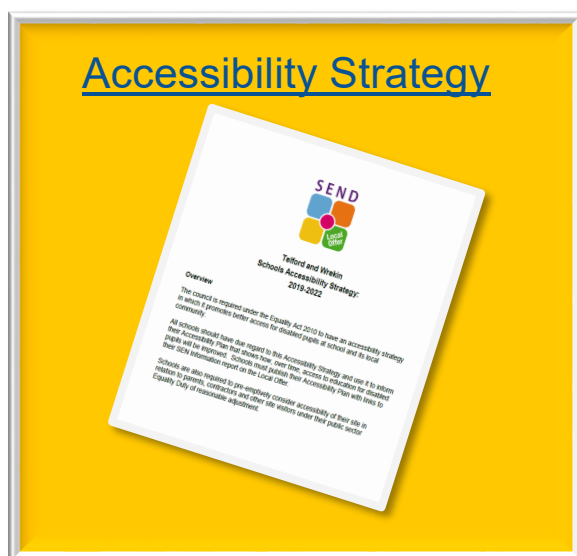 Accessibility Strategy
SEND
Local
Offer
Telford and Wrekin
Schools Accessibility Strategy:
2019-2022
Overview
The council is required under the Equality Act 2010 to have an accessibility strategy
in which it promotes better access for disabled pupils at school and its local
community.
All schools should have due regard to this Accessibility Strategy and use it to inform
their Accessibility Plan that shows how, over time, access to education for disabled
pupils will be improved. Schools must publish their Accessibility Plan with links to
their SEN Information report on the Local Offer.
Schools are also required to pre-emptively consider accessibility of their site in
relation to parents, contractors and other site visitors under their public sector
Equality Duty of reasonable adjustment.